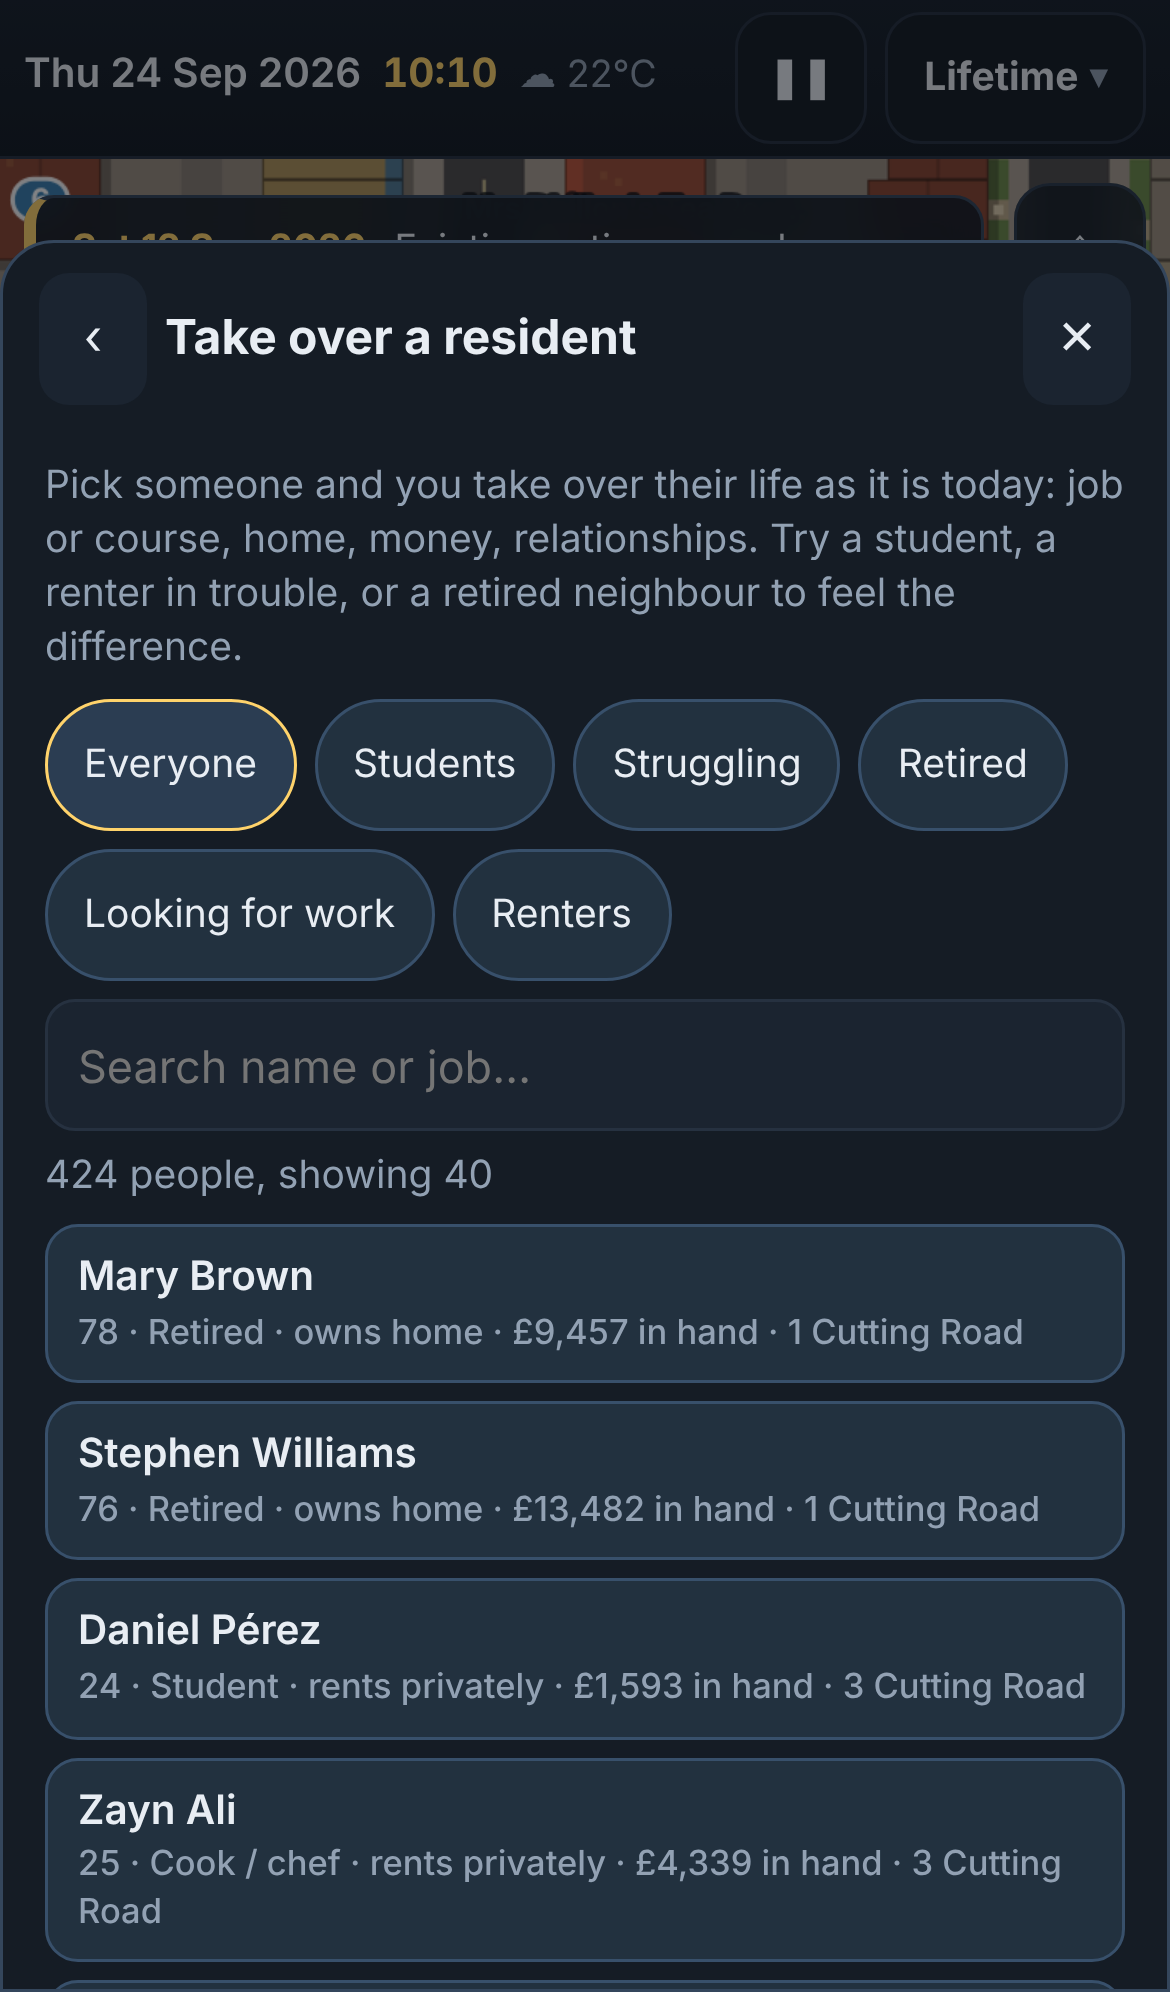 Thu 24 Sep 2026 10:10 22°C
Lifetime ▾
6
Take over a resident
Pick someone and you take over their life as it is today: job
or course, home, money, relationships. Try a student, a
renter in trouble, or a retired neighbour to feel the
difference.
Everyone
Students
Struggling
Retired
Looking for work
Renters
Search name or job...
424 people, showing 40
Mary Brown
78 · Retired · owns home · £9,457 in hand · 1 Cutting Road
Stephen Williams
76 · Retired · owns home · £13,482 in hand · 1 Cutting Road
Daniel Pérez
24 · Student · rents privately · £1,593 in hand · 3 Cutting Road
Zayn Ali
25 · Cook / chef · rents privately · £4,339 in hand · 3 Cutting
Road